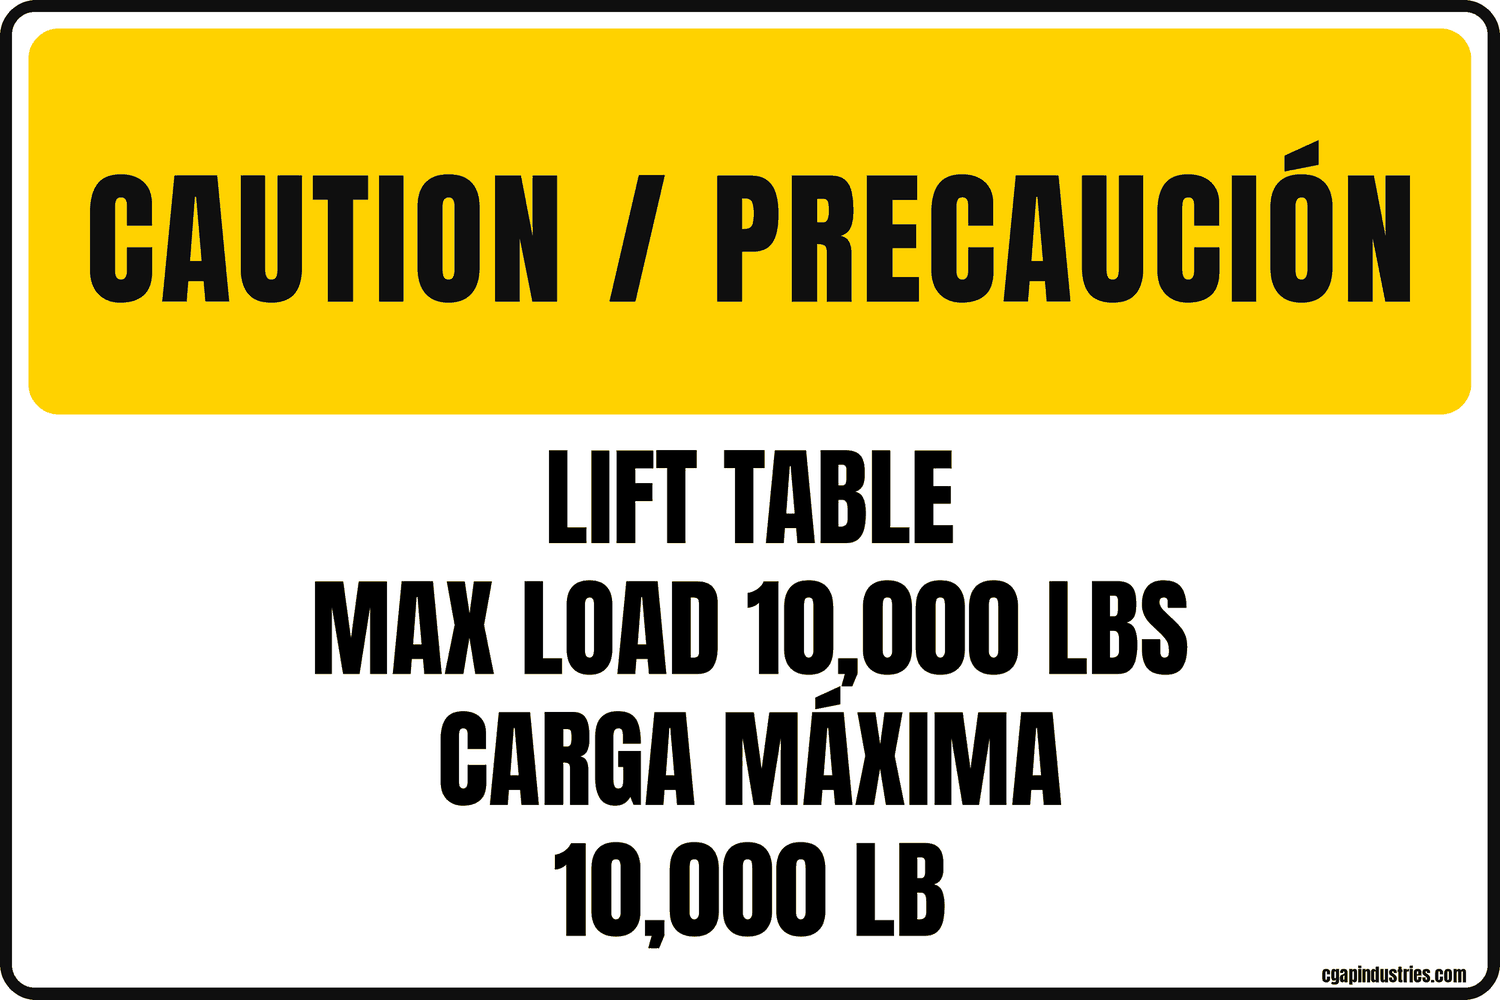 CAUTION / PRECAUCIÓN
LIFT TABLE
MAX LOAD 10,000 LBS
CARGA MÁXIMA
10,000 LB
cgapindustries.com